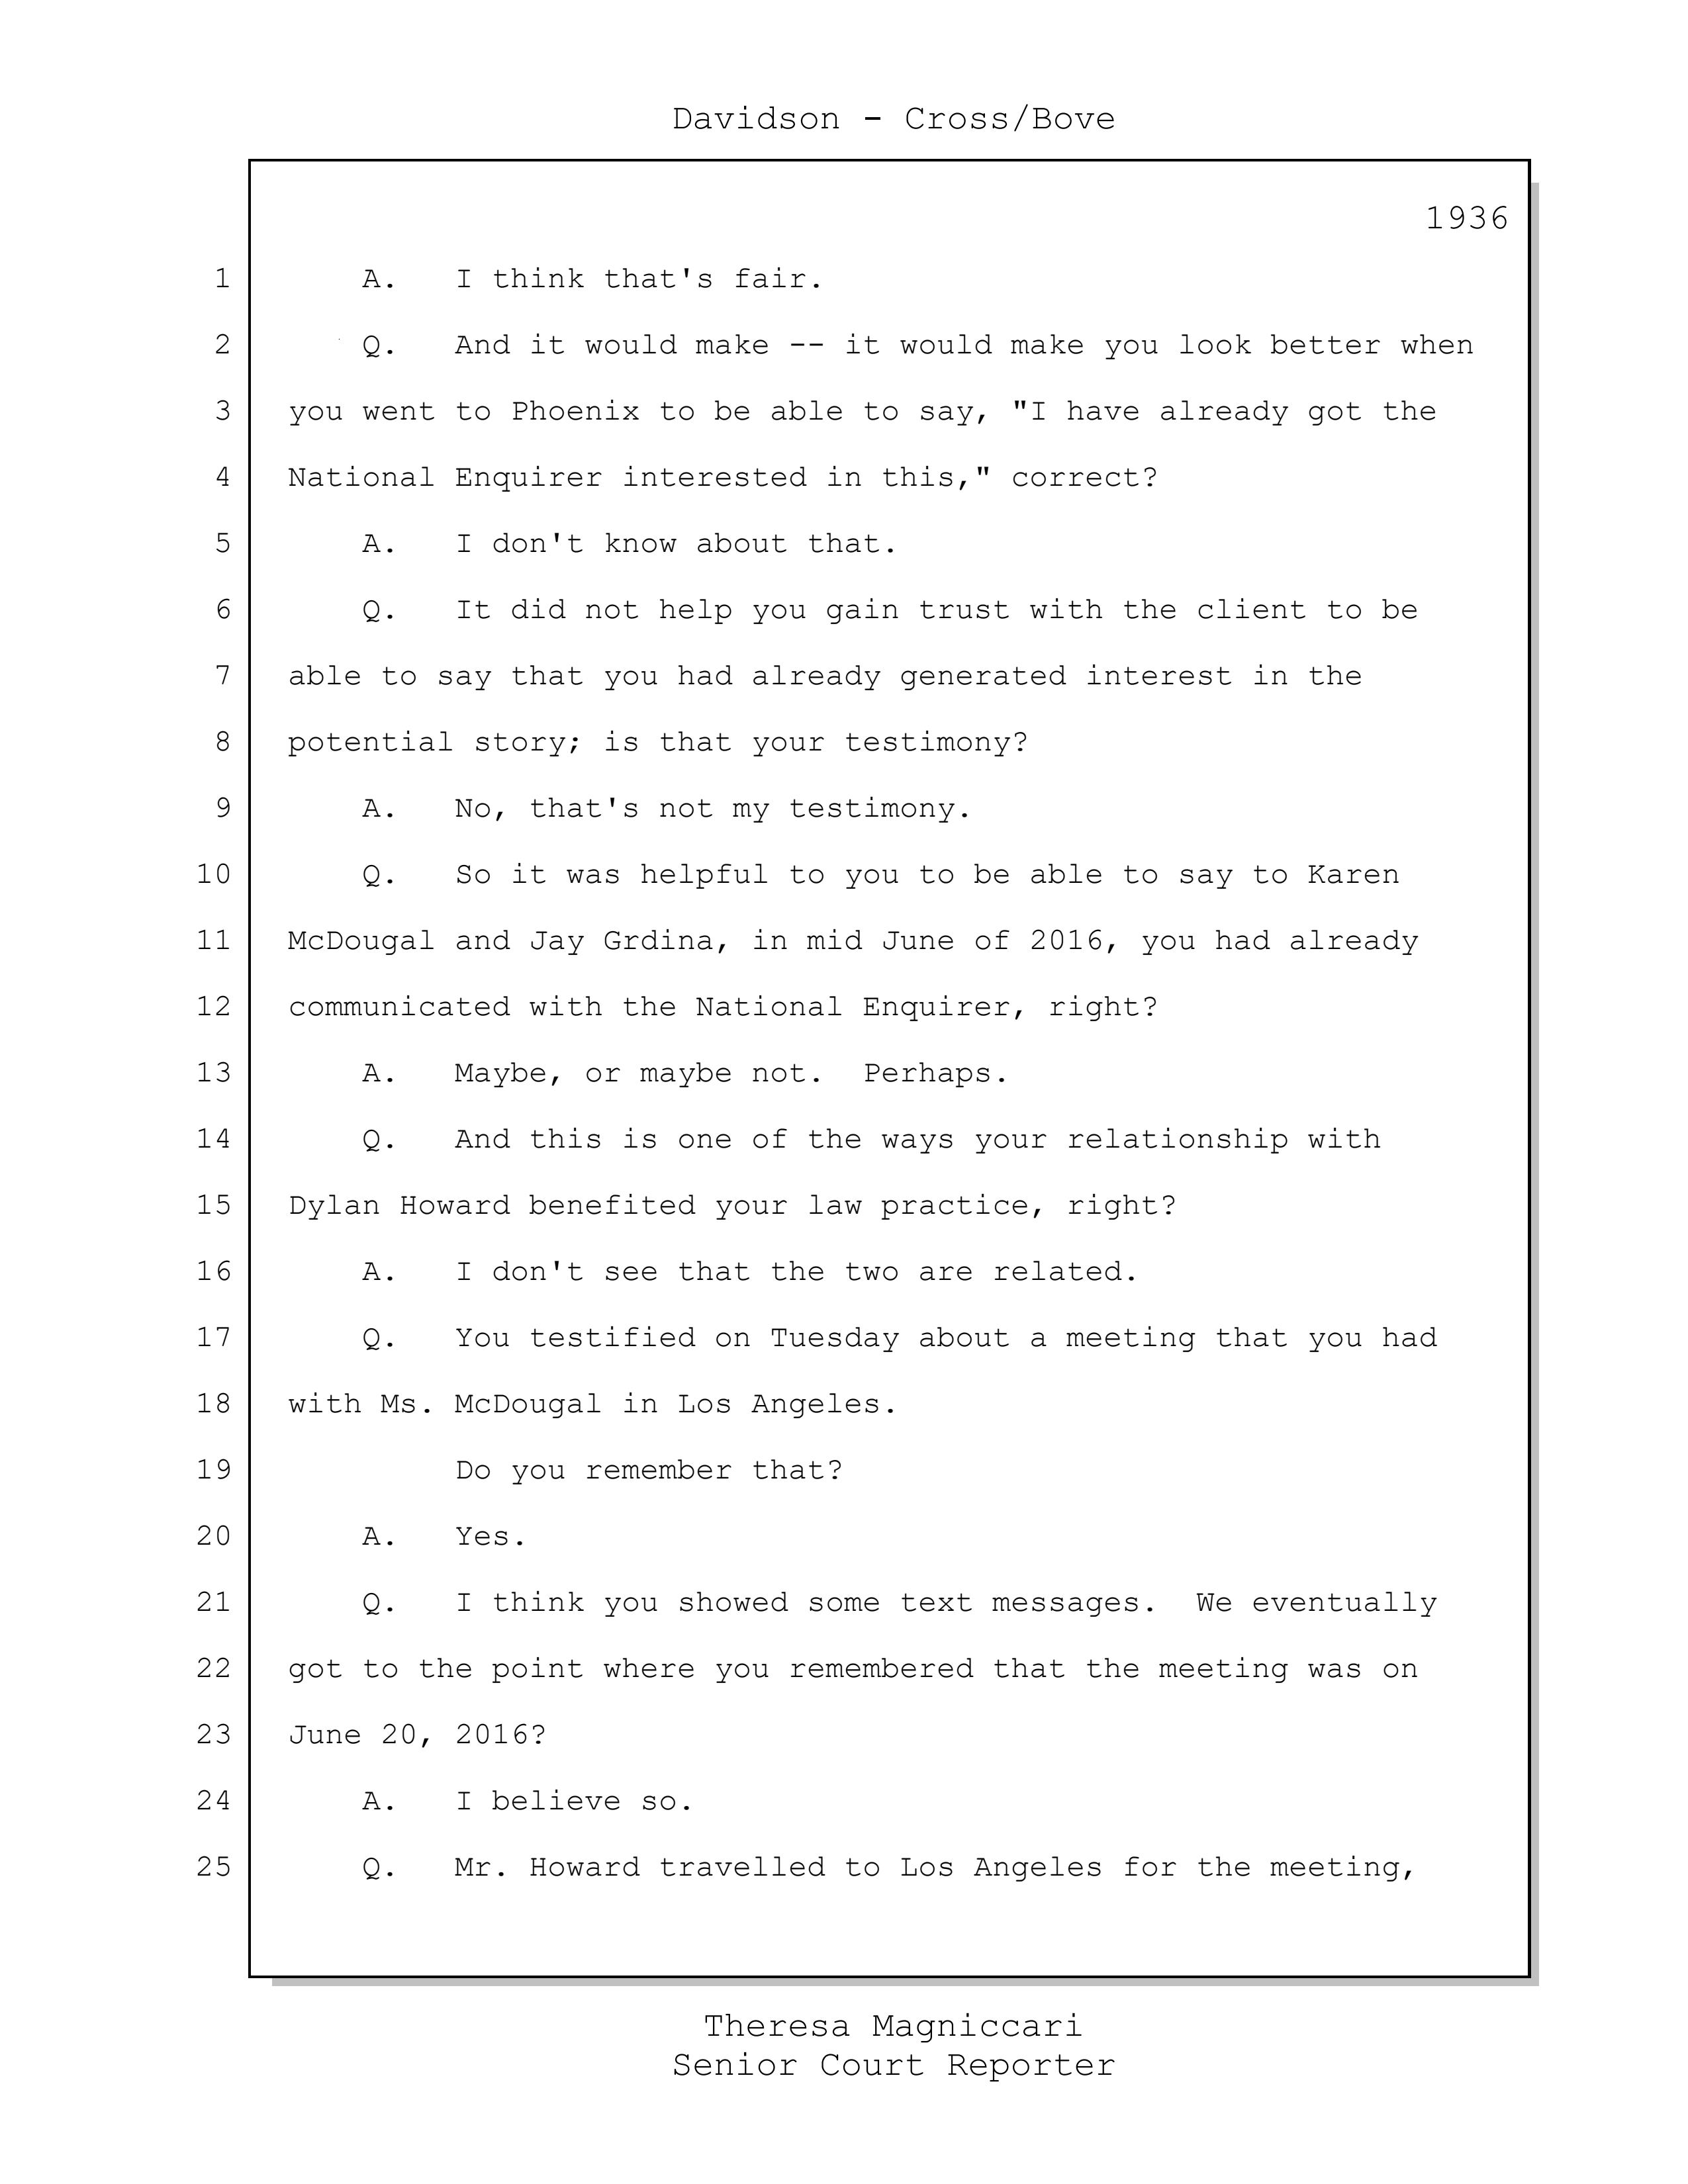 Davidson - Cross/Bove
1936
1 A. I think that's fair.
2 Q. And it would make -- it would make you look better when
3 you went to Phoenix to be able to say, "I have already got the
4 National Enquirer interested in this," correct?
5 A. I don't know about that.
6 Q. It did not help you gain trust with the client to be
7 able to say that you had already generated interest in the
8 potential story; is that your testimony?
9 A. No, that's not my testimony.
10 Q. So it was helpful to you to be able to say to Karen
11 McDougal and Jay Grdina, in mid June of 2016, you had already
12 communicated with the National Enquirer, right?
13 A. Maybe, or maybe not. Perhaps.
14 Q. And this is one of the ways your relationship with
15 Dylan Howard benefited your law practice, right?
16 A. I don't see that the two are related.
17 Q. You testified on Tuesday about a meeting that you had
18 with Ms. McDougal in Los Angeles.
19 Do you remember that?
20 A. Yes.
21 Q. I think you showed some text messages. We eventually
22 got to the point where you remembered that the meeting was on
23 June 20, 2016?
24 A. I believe so.
25 Q. Mr. Howard travelled to Los Angeles for the meeting,
Theresa Magniccari
Senior Court Reporter